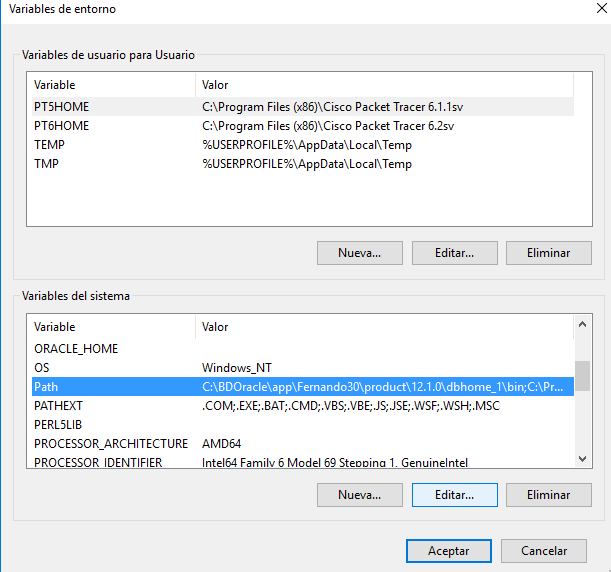 Variables de entorno
Variables de usuario para Usuario
Variable Valor
PT5HOME C:\Program Files (x86)\Cisco Packet Tracer 6.1.1sv
PT6HOME C:\Program Files (x86)\Cisco Packet Tracer 6.2sv
TEMP %USERPROFILE%\AppData\Local\Temp
TMP %USERPROFILE%\AppData\Local\Temp
Nueva... Editar... Eliminar
Variables del sistema
Variable Valor
ORACLE_HOME
OS Windows_NT
Path C:\BDOracle\app\Fernando30\product\12.1.0\dbhome_1\bin;C:\Pr...
PATHEXT .COM;.EXE;.BAT;.CMD;.VBS;.VBE;.JS;.JSE;.WSF;.WSH;.MSC
PERL5LIB
PROCESSOR_ARCHITECTURE AMD64
PROCESSOR_IDENTIFIER Intel64 Family 6 Model 69 Stepping 1, GenuineIntel
Nueva... Editar... Eliminar
Aceptar Cancelar